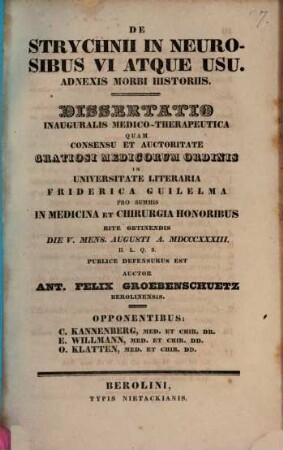 7.
DE
STRYCHNII IN NEURO-
SIBUS VI ATQUE USU.
ADNEXIS MORBI HISTORIIS.
DISSERTATIO
INAUGURALIS MEDICO-THERAPEUTICA
QUAM
CONSENSU ET AUCTORITATE
GRATIOSI MEDICORUM ORDINIS
IN
UNIVERSITATE LITERARIA
FRIDERICA GUILELMA
PRO SUMMIS
IN MEDICINA ET CHIRURGIA HONORIBUS
RITE OBTINENDIS
DIE V. MENS. AUGUSTI A. MDCCCXXXIII,
H. L. Q. S.
PUBLICE DEFENSURUS EST
AUCTOR
ANT. FELIX GROEBENSCHUETZ
BEROLINENSIS.
OPPONENTIBUS:
C. KANNENBERG, MED. ET CHIR. DR.
E. WILLMANN, MED. ET CHIR. DD.
O. KLATTEN, MED. ET CHIR. DD.
BEROLINI,
TYPIS NIETACKIANIS.